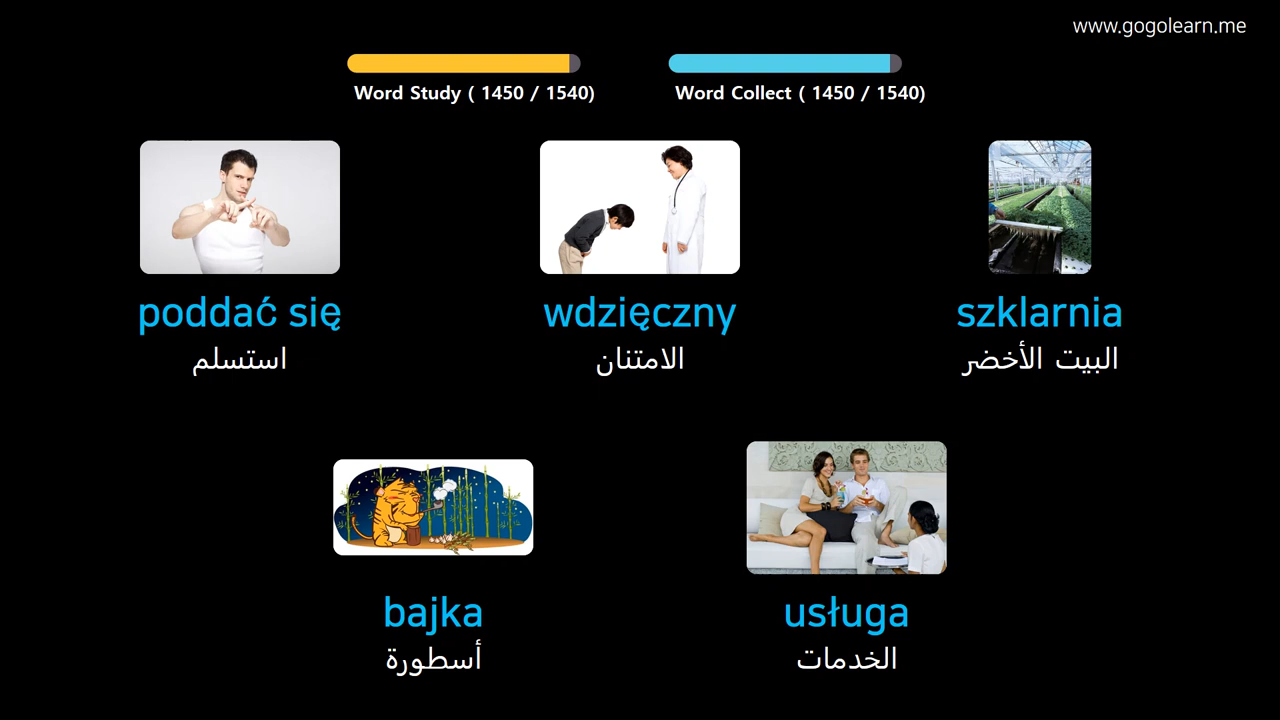 www.gogolearn.me
Word Study ( 1450 / 1540)
Word Collect ( 1450 / 1540)
poddać się
استسلم
wdzięczny
الامتنان
szklarnia
البيت الأخضر
bajka
أسطورة
usługa
الخدمات